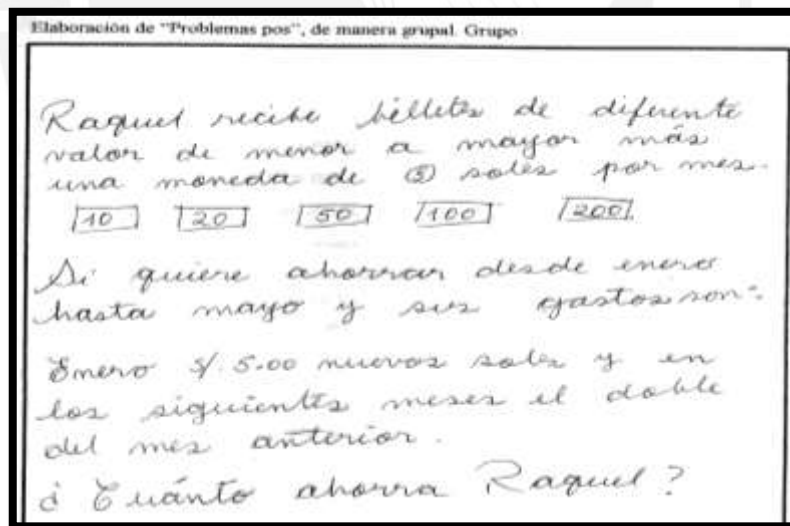 Elaboración de "Problemas pos", de manera grupal. Grupo
Raquel recibe billetes de diferente
valor de menor a mayor más
una moneda de 5 soles por mes.
10 20 50 100 200
Si quiere ahorrar desde enero
hasta mayo y sus gastos son:
Enero S/. 5.00 nuevos soles y en
los siguientes meses el doble
del mes anterior.
¿Cuánto ahorra Raquel?